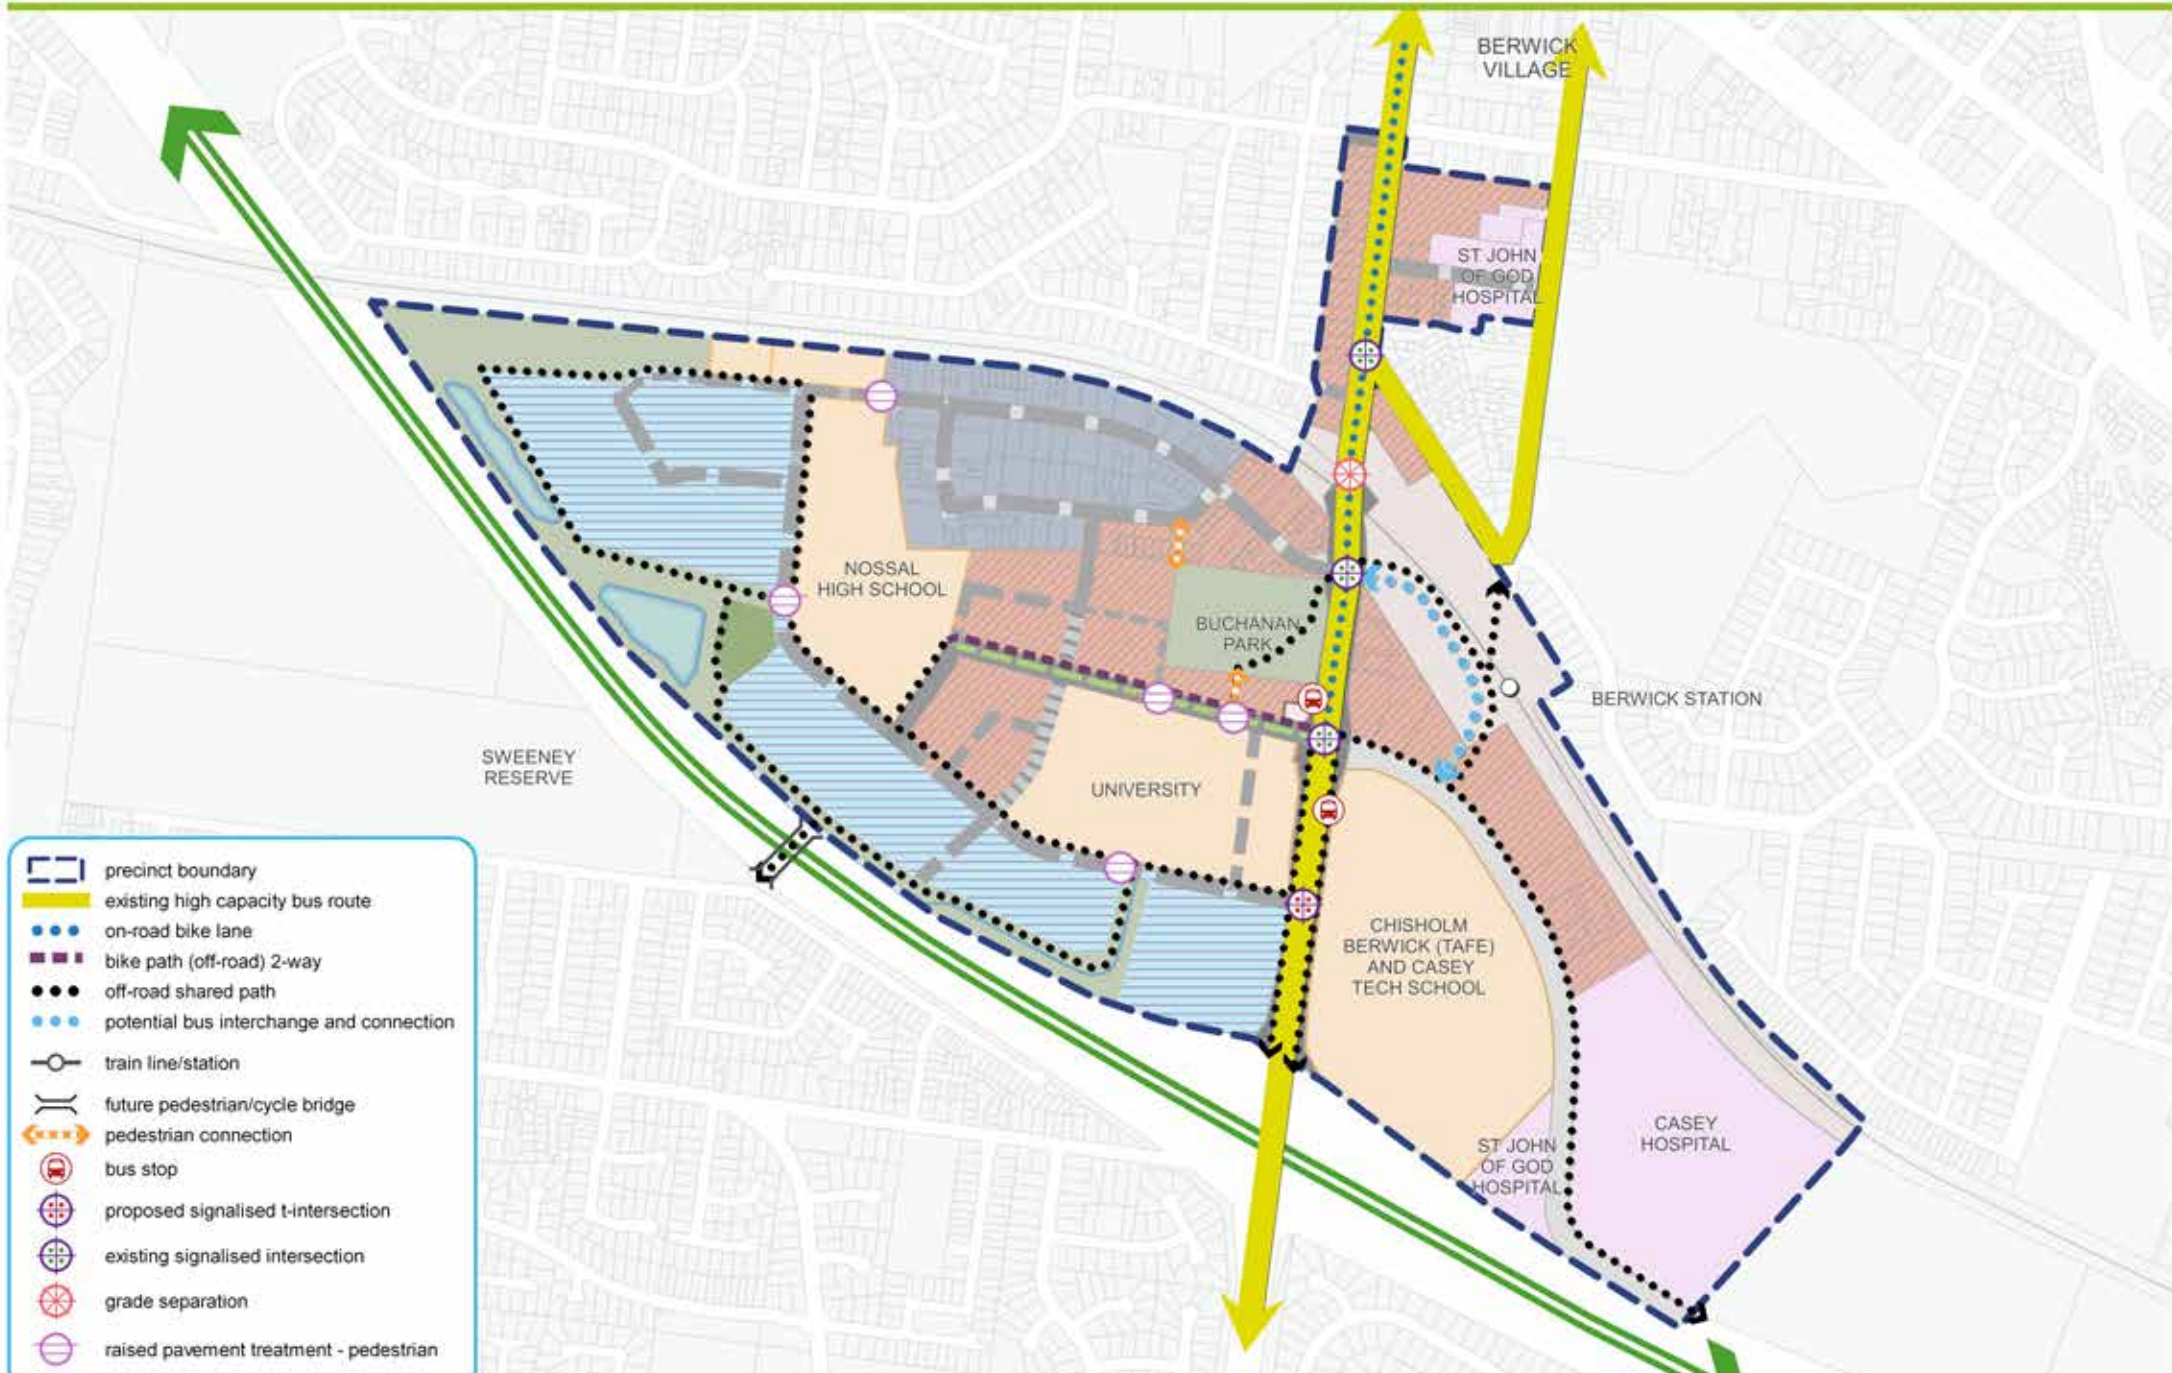 BERWICK
VILLAGE
ST JOHN
OF GOD
HOSPITAL
NOSSAL
HIGH SCHOOL
BUCHANAN
PARK
BERWICK STATION
SWEENEY
RESERVE
UNIVERSITY
CHISHOLM
BERWICK (TAFE)
AND CASEY
TECH SCHOOL
CASEY
HOSPITAL
ST JOHN
OF GOD
HOSPITAL
precinct boundary
existing high capacity bus route
on-road bike lane
bike path (off-road) 2-way
off-road shared path
potential bus interchange and connection
train line/station
future pedestrian/cycle bridge
pedestrian connection
bus stop
proposed signalised t-intersection
existing signalised intersection
grade separation
raised pavement treatment - pedestrian